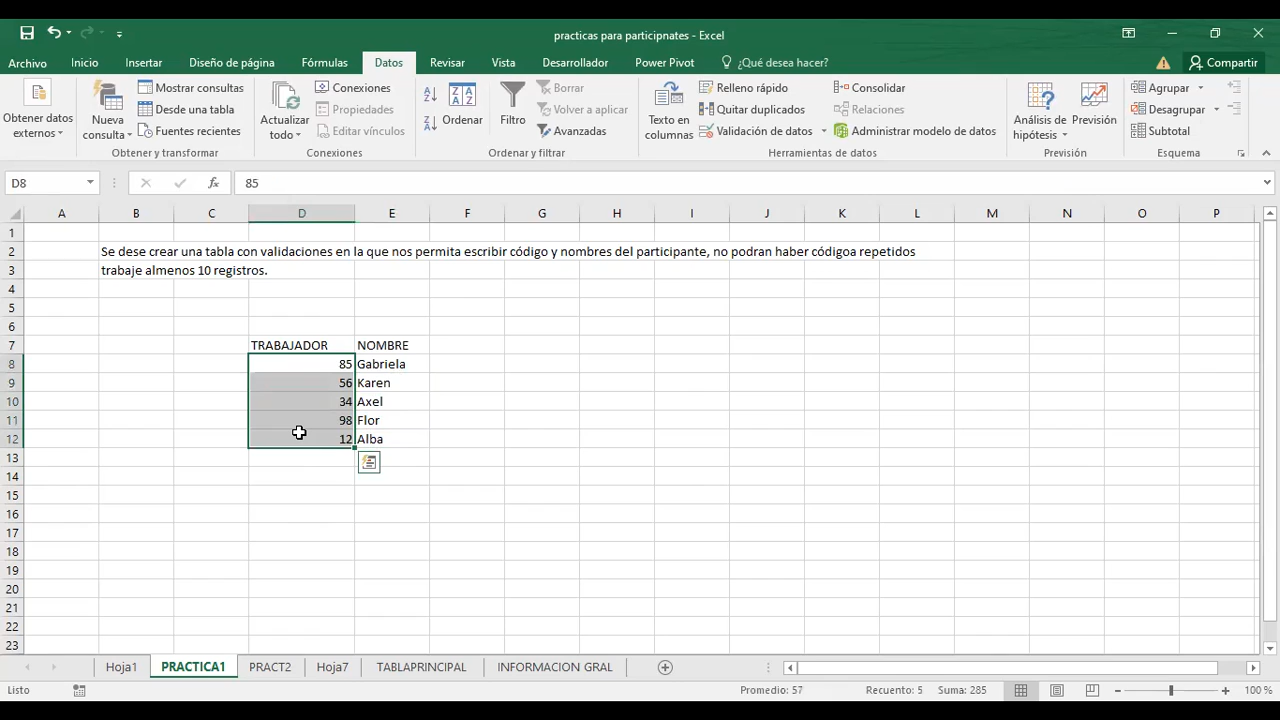 practicas para participnates - Excel
Archivo Inicio Insertar Diseño de página Fórmulas Datos Revisar Vista Desarrollador Power Pivot ¿Qué desea hacer? Compartir
Obtener datos externos
Nueva consulta
Mostrar consultas
Desde una tabla
Fuentes recientes
Obtener y transformar
Actualizar todo
Conexiones
Propiedades
Editar vínculos
Conexiones
Ordenar
Filtro
Borrar
Volver a aplicar
Avanzadas
Ordenar y filtrar
Texto en columnas
Relleno rápido
Quitar duplicados
Validación de datos
Consolidar
Relaciones
Administrar modelo de datos
Herramientas de datos
Análisis de hipótesis
Previsión
Previsión
Agrupar
Desagrupar
Subtotal
Esquema
D8 fx 85
A B C D E F G H I J K L M N O P
1
2 Se dese crear una tabla con validaciones en la que nos permita escribir código y nombres del participante, no podran haber códigoa repetidos
3 trabaje almenos 10 registros.
4
5
6
7 TRABAJADOR NOMBRE
8 85 Gabriela
9 56 Karen
10 34 Axel
11 98 Flor
12 12 Alba
13
14
15
16
17
18
19
20
21
22
23
Hoja1 PRACTICA1 PRACT2 Hoja7 TABLAPRINCIPAL INFORMACION GRAL
Listo Promedio: 57 Recuento: 5 Suma: 285 100 %